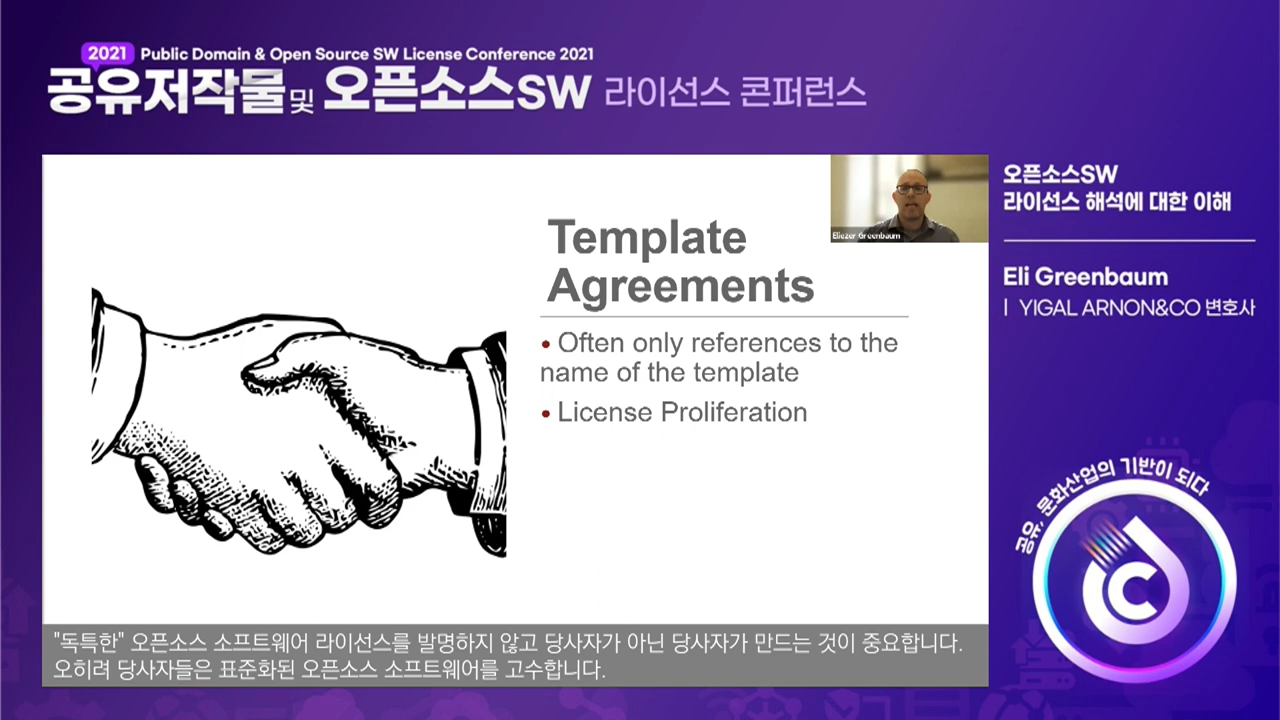 2021 Public Domain & Open Source SW License Conference 2021
공유저작물 및 오픈소스SW 라이선스 콘퍼런스
Eliezer Greenbaum
Template
Agreements
• Often only references to the
name of the template
• License Proliferation
오픈소스SW
라이선스 해석에 대한 이해
Eli Greenbaum
| YIGAL ARNON&CO 변호사
공유, 문화산업의 기반이 되다
"독특한" 오픈소스 소프트웨어 라이선스를 발명하지 않고 당사자가 아닌 당사자가 만드는 것이 중요합니다.
오히려 당사자들은 표준화된 오픈소스 소프트웨어를 고수합니다.